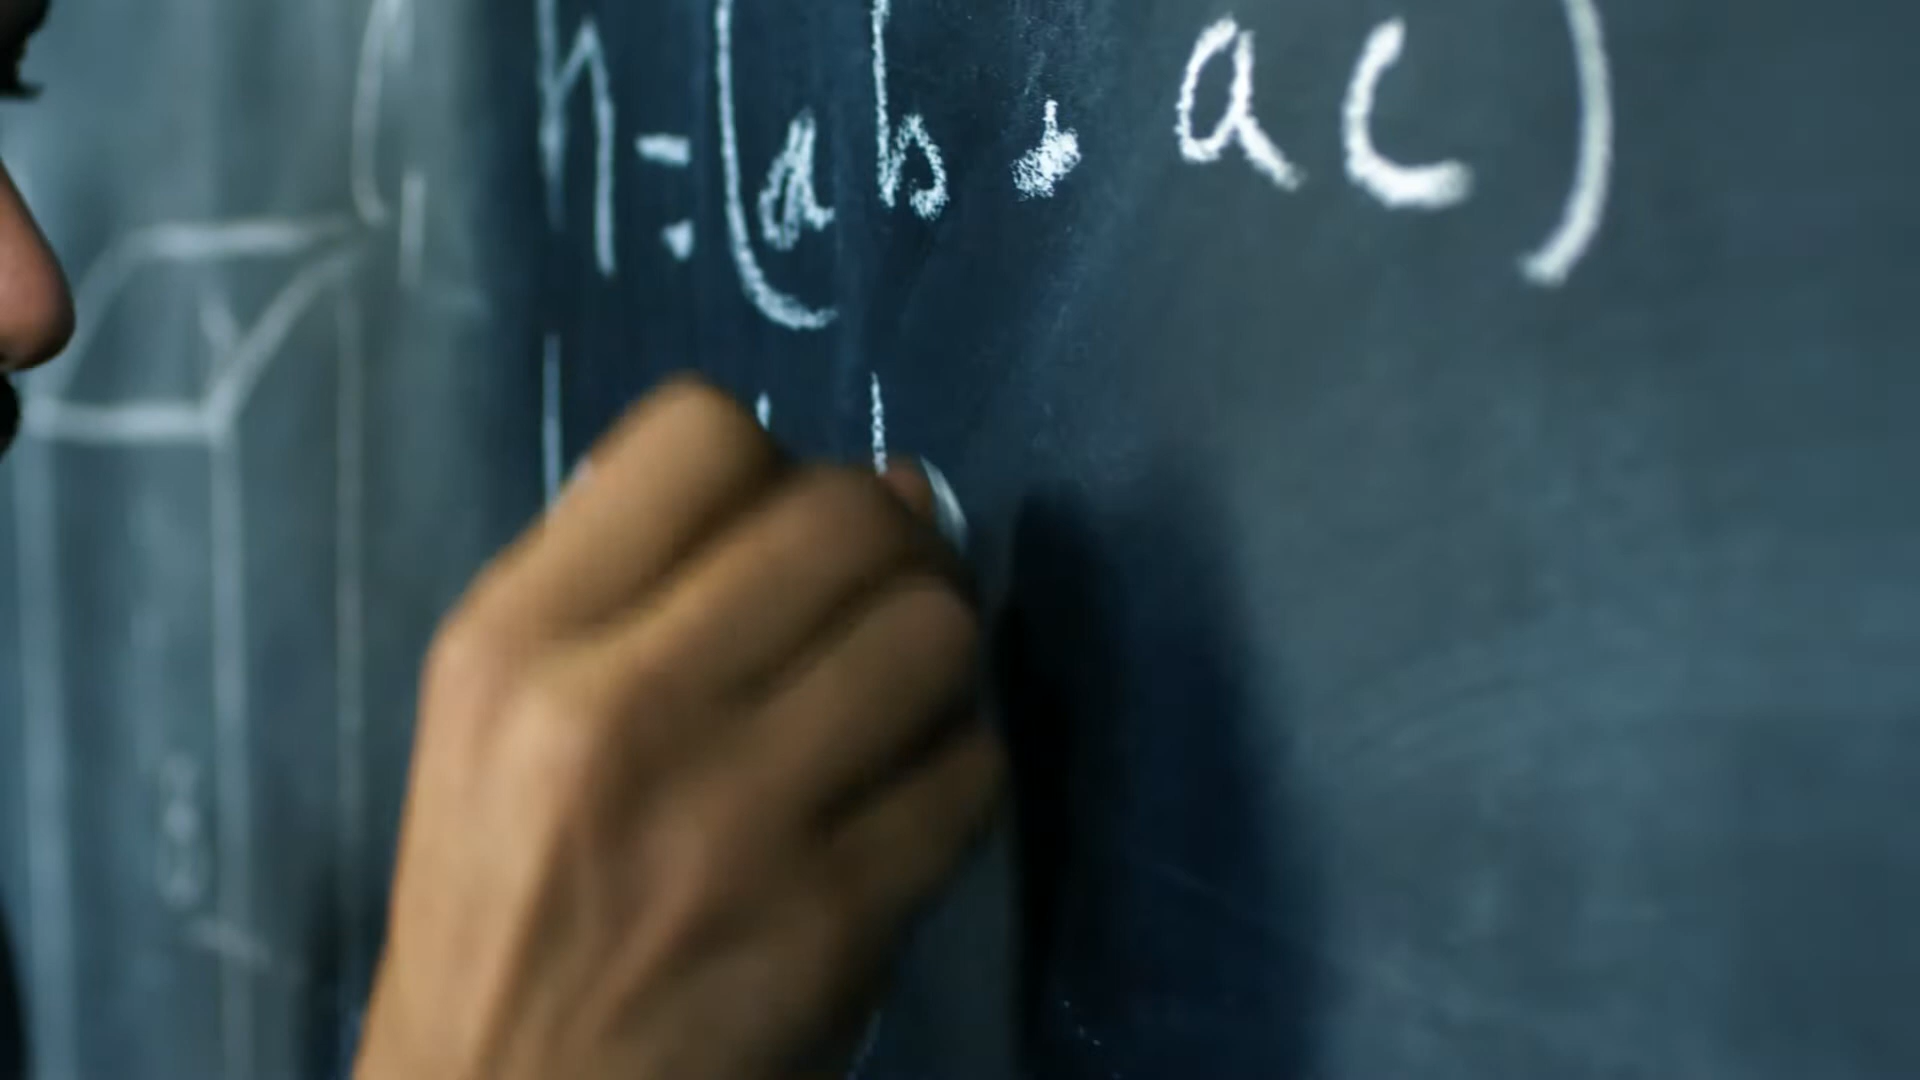 h=(ab . ac)